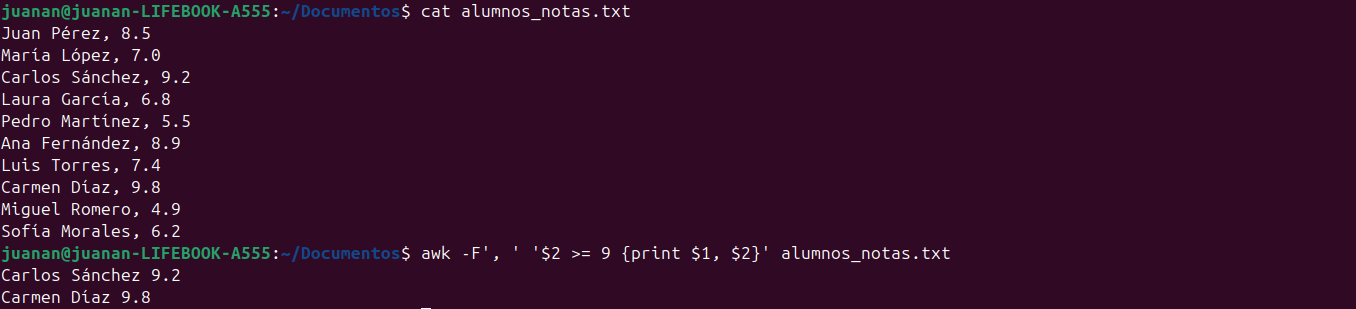 juanan@juanan-LIFEBOOK-A555:~/Documentos$ cat alumnos_notas.txt
Juan Pérez, 8.5
María López, 7.0
Carlos Sánchez, 9.2
Laura García, 6.8
Pedro Martínez, 5.5
Ana Fernández, 8.9
Luis Torres, 7.4
Carmen Díaz, 9.8
Miguel Romero, 4.9
Sofía Morales, 6.2
juanan@juanan-LIFEBOOK-A555:~/Documentos$ awk -F', ' '$2 >= 9 {print $1, $2}' alumnos_notas.txt
Carlos Sánchez 9.2
Carmen Díaz 9.8